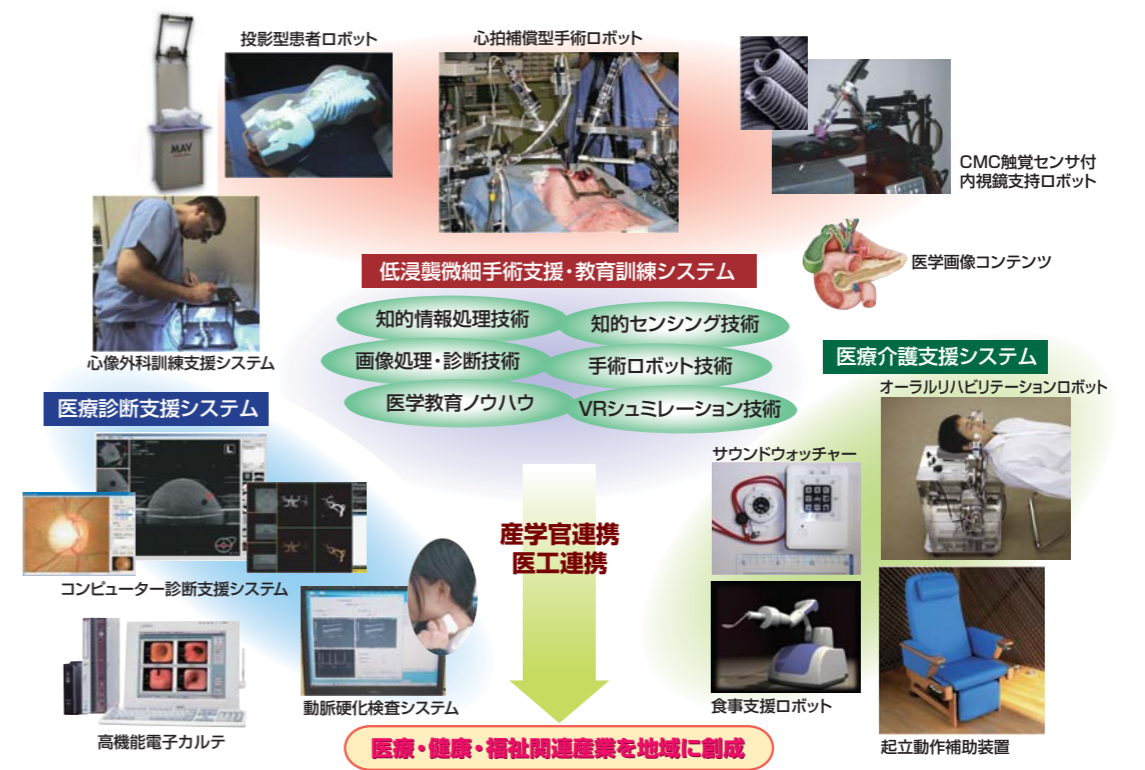 投影型患者ロボット
心拍補償型手術ロボット
MAV
CMC触覚センサ付
内視鏡支持ロボット
医学画像コンテンツ
心像外科訓練支援システム
低浸襲微細手術支援・教育訓練システム
知的情報処理技術
知的センシング技術
画像処理・診断技術
手術ロボット技術
医学教育ノウハウ
VRシュミレーション技術
医療診断支援システム
L
コンピューター診断支援システム
動脈硬化検査システム
高機能電子カルテ
医療介護支援システム
オーラルリハビリテーションロボット
サウンドウォッチャー
食事支援ロボット
起立動作補助装置
産学官連携
医工連携
医療・健康・福祉関連産業を地域に創成